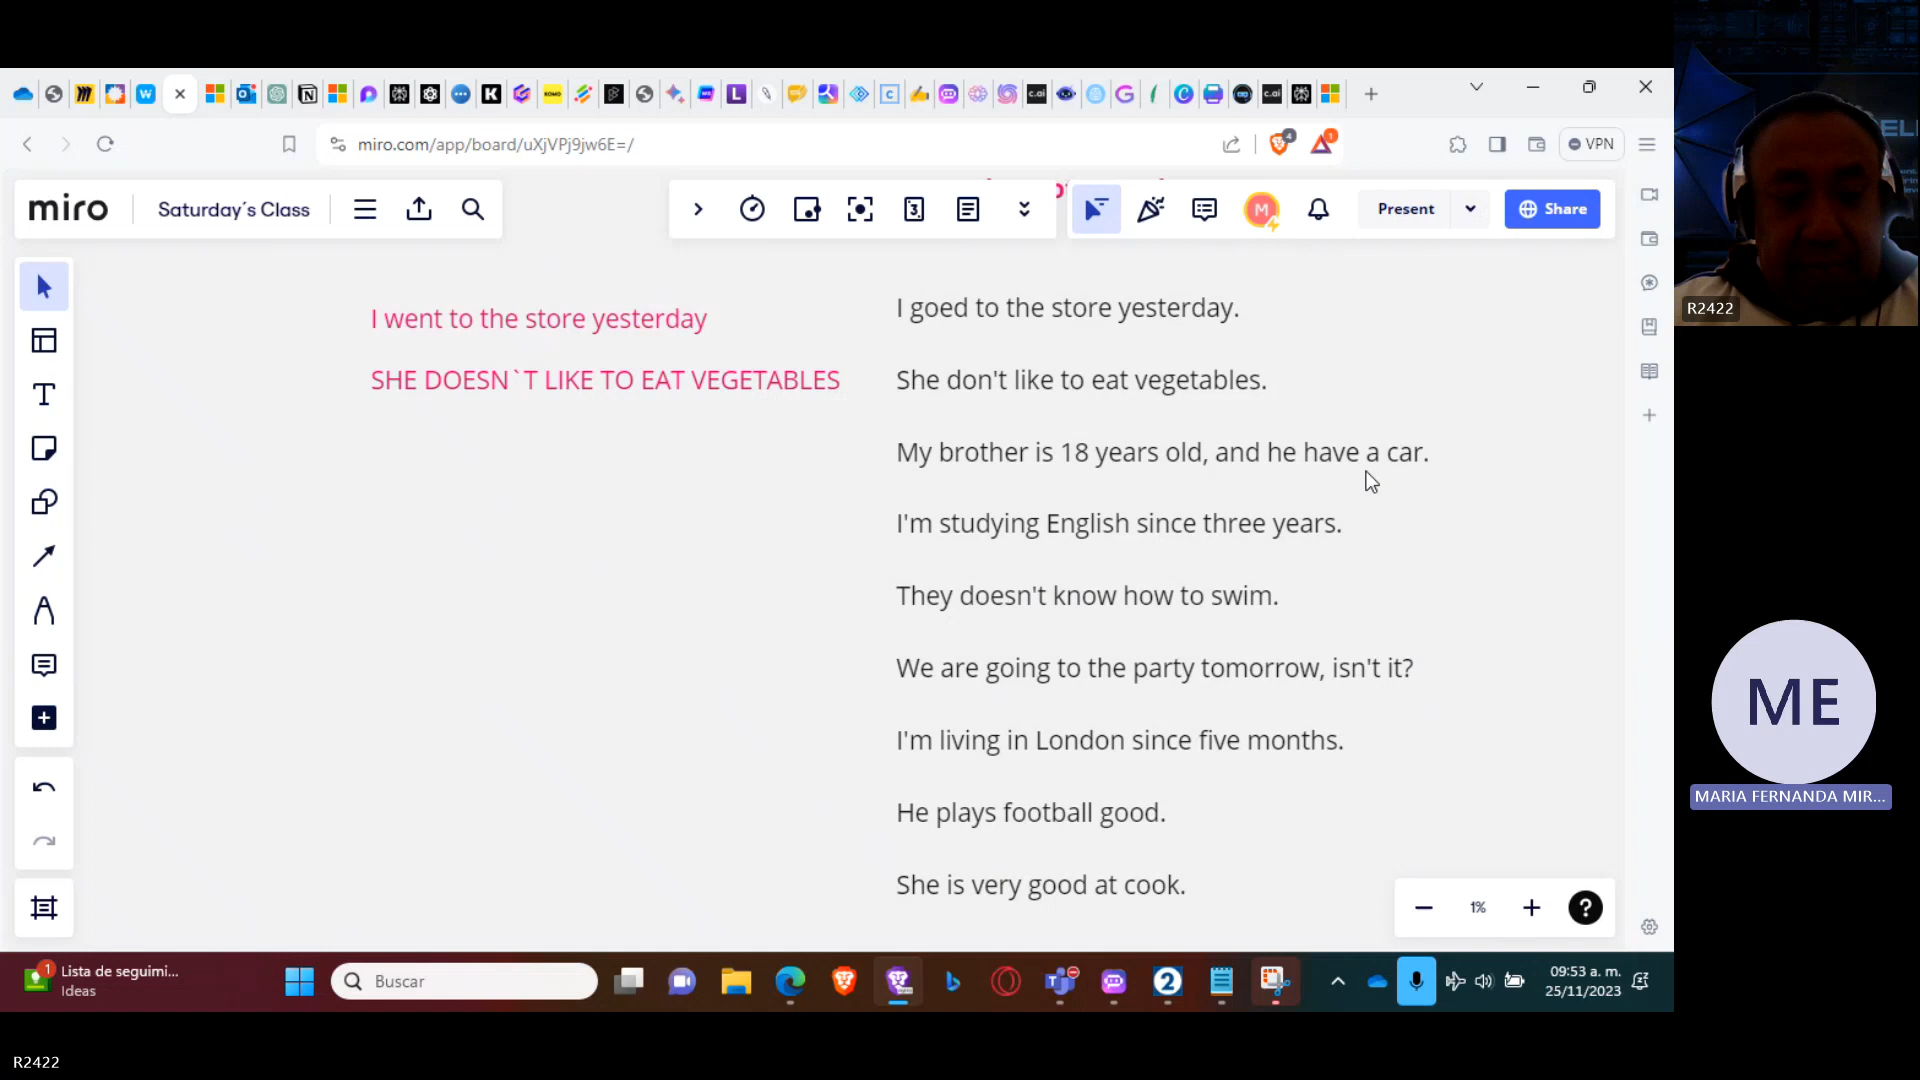 miro.com/app/board/uXjVPj9jw6E=/
4
1
VPN
miro
Saturday´s Class
3
M
Present
Share
I went to the store yesterday
SHE DOESN`T LIKE TO EAT VEGETABLES
I goed to the store yesterday.
She don't like to eat vegetables.
My brother is 18 years old, and he have a car.
I'm studying English since three years.
They doesn't know how to swim.
We are going to the party tomorrow, isn't it?
I'm living in London since five months.
He plays football good.
She is very good at cook.
1%
?
R2422
ME
MARIA FERNANDA MIR...
1
Lista de seguimi...
Ideas
Buscar
09:53 a. m.
25/11/2023
R2422